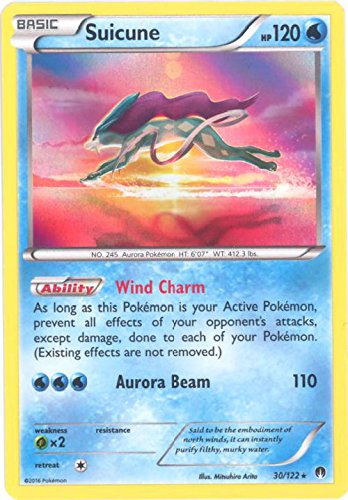 BASIC
Suicune
HP 120
NO. 245 Aurora Pokémon HT: 6'07" WT: 412.3 lbs.
Ability
Wind Charm
As long as this Pokémon is your Active Pokémon,
prevent all effects of your opponent's attacks,
except damage, done to each of your Pokémon.
(Existing effects are not removed.)
Aurora Beam 110
weakness
×2
resistance
retreat
Said to be the embodiment of
north winds, it can instantly
purify filthy, murky water.
©2016 Pokémon
Illus. Mitsuhiro Arita
30/122 ★